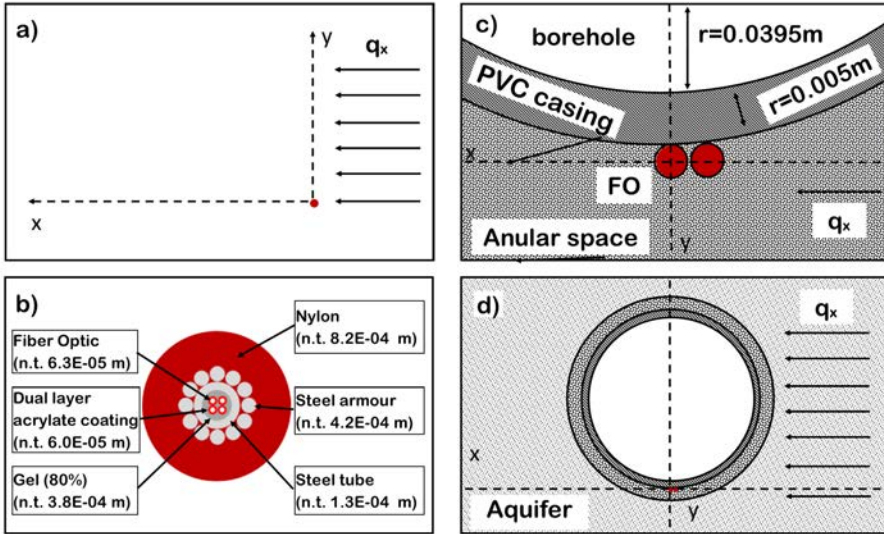 a)
y
qx
x
b)
Fiber Optic
(n.t. 6.3E-05 m)
Dual layer
acrylate coating
(n.t. 6.0E-05 m)
Gel (80%)
(n.t. 3.8E-04 m)
Nylon
(n.t. 8.2E-04 m)
Steel armour
(n.t. 4.2E-04 m)
Steel tube
(n.t. 1.3E-04 m)
c)
borehole
r=0.0395m
PVC casing
r=0.005m
x
FO
qx
Anular space
y
d)
qx
x
Aquifer
y